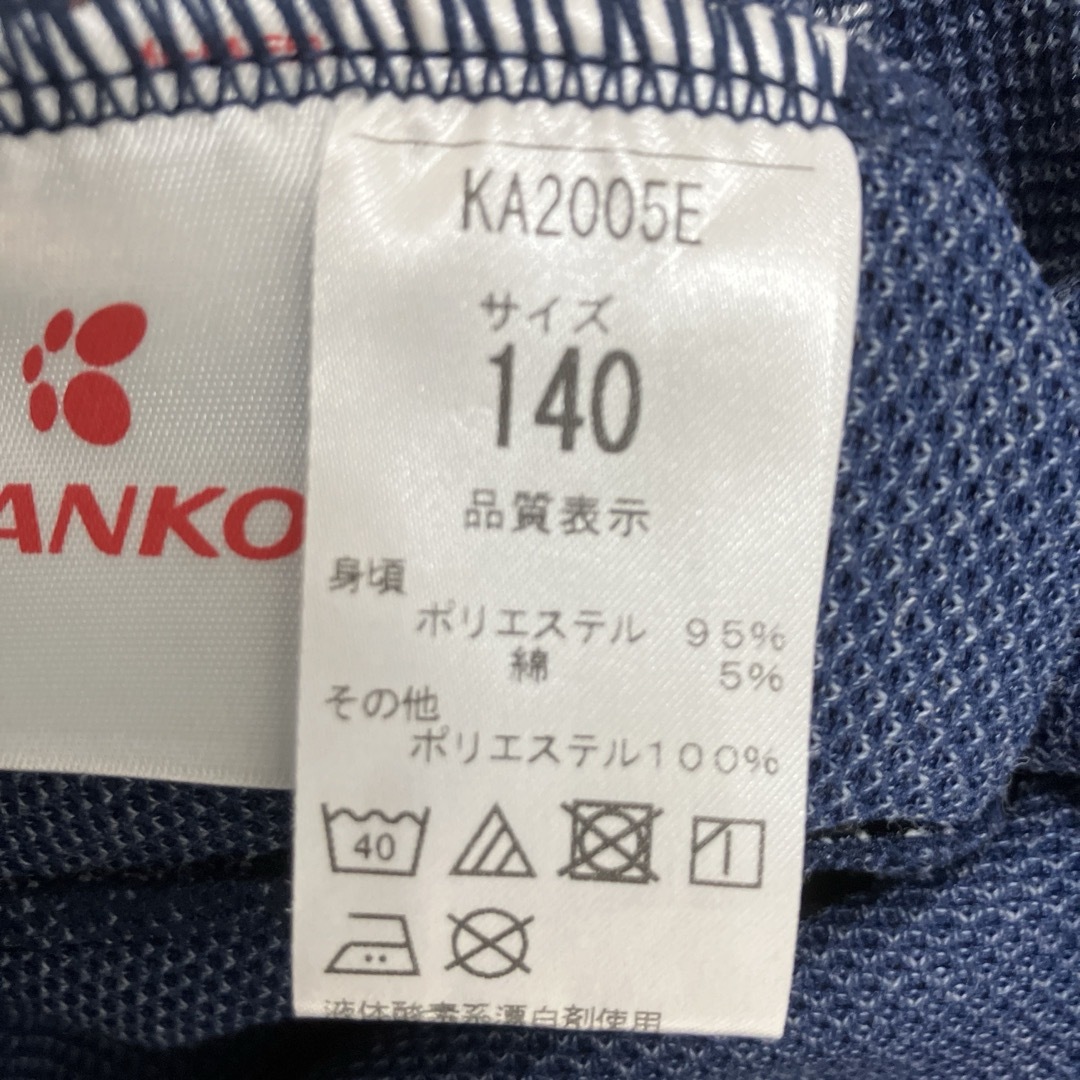 KA2005E
サイズ
140
品質表示
身頃
ポリエステル 95%
綿 5%
その他
ポリエステル100%
40
液体酸素系漂白剤使用
ANKO